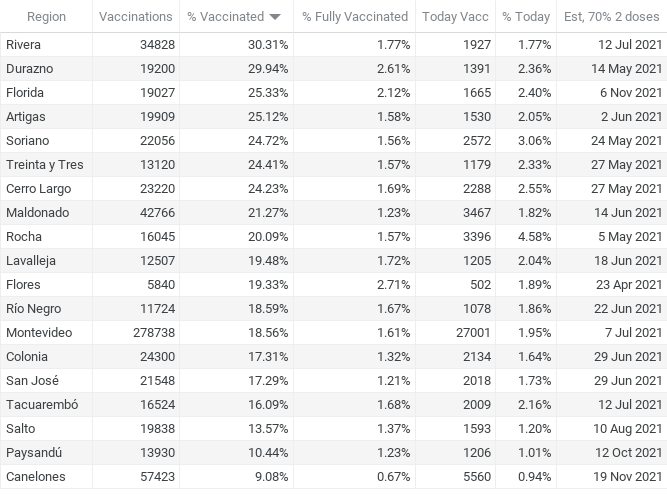 Region Vaccinations % Vaccinated % Fully Vaccinated Today Vacc % Today Est, 70% 2 doses
Rivera 34828 30.31% 1.77% 1927 1.77% 12 Jul 2021
Durazno 19200 29.94% 2.61% 1391 2.36% 14 May 2021
Florida 19027 25.33% 2.12% 1665 2.40% 6 Nov 2021
Artigas 19909 25.12% 1.58% 1530 2.05% 2 Jun 2021
Soriano 22056 24.72% 1.56% 2572 3.06% 24 May 2021
Treinta y Tres 13120 24.41% 1.57% 1179 2.33% 27 May 2021
Cerro Largo 23220 24.23% 1.69% 2288 2.55% 27 May 2021
Maldonado 42766 21.27% 1.23% 3467 1.82% 14 Jun 2021
Rocha 16045 20.09% 1.57% 3396 4.58% 5 May 2021
Lavalleja 12507 19.48% 1.72% 1205 2.04% 18 Jun 2021
Flores 5840 19.33% 2.71% 502 1.89% 23 Apr 2021
Río Negro 11724 18.59% 1.67% 1078 1.86% 22 Jun 2021
Montevideo 278738 18.56% 1.61% 27001 1.95% 7 Jul 2021
Colonia 24300 17.31% 1.32% 2134 1.64% 29 Jun 2021
San José 21548 17.29% 1.21% 2018 1.73% 29 Jun 2021
Tacuarembó 16524 16.09% 1.68% 2009 2.16% 12 Jul 2021
Salto 19838 13.57% 1.37% 1593 1.20% 10 Aug 2021
Paysandú 13930 10.44% 1.23% 1206 1.01% 12 Oct 2021
Canelones 57423 9.08% 0.67% 5560 0.94% 19 Nov 2021